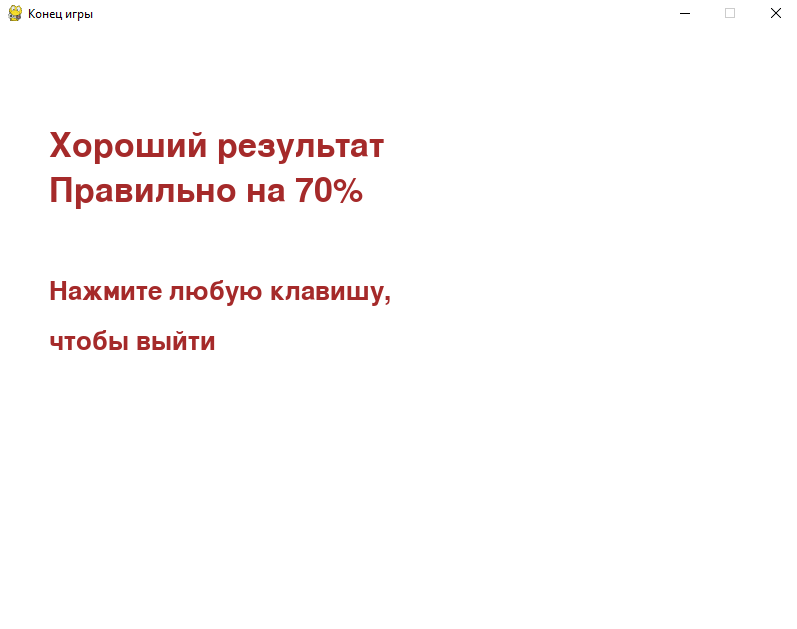 Конец игры
Хороший результат
Правильно на 70%
Нажмите любую клавишу,
чтобы выйти